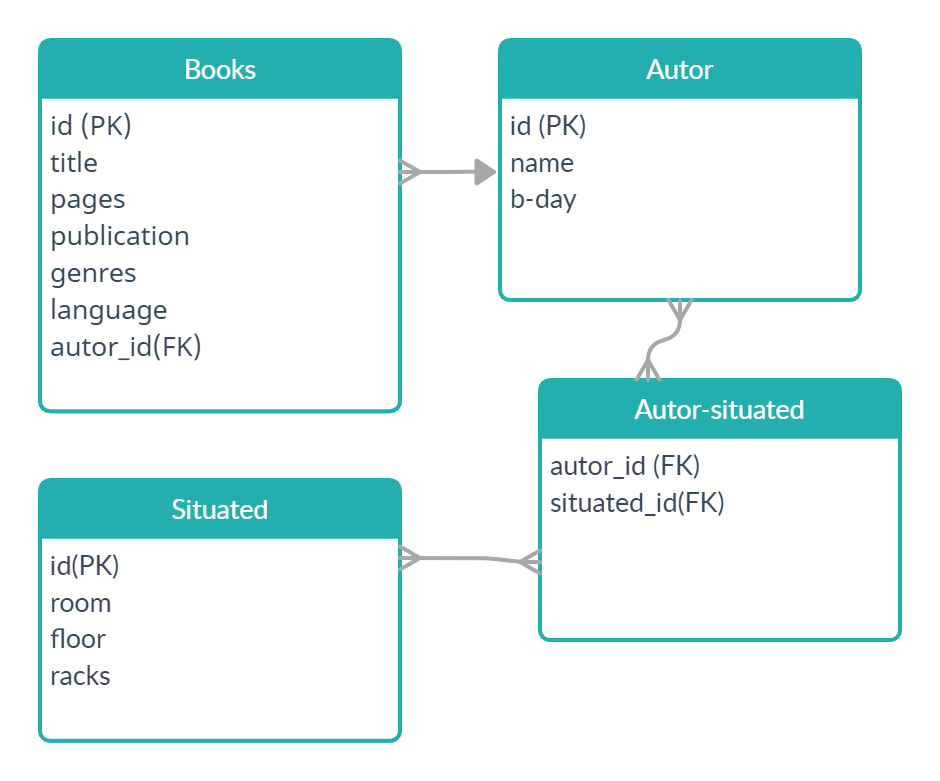 Books
id (PK)
title
pages
publication
genres
language
autor_id(FK)
Autor
id (PK)
name
b-day
Autor-situated
autor_id (FK)
situated_id(FK)
Situated
id(PK)
room
floor
racks